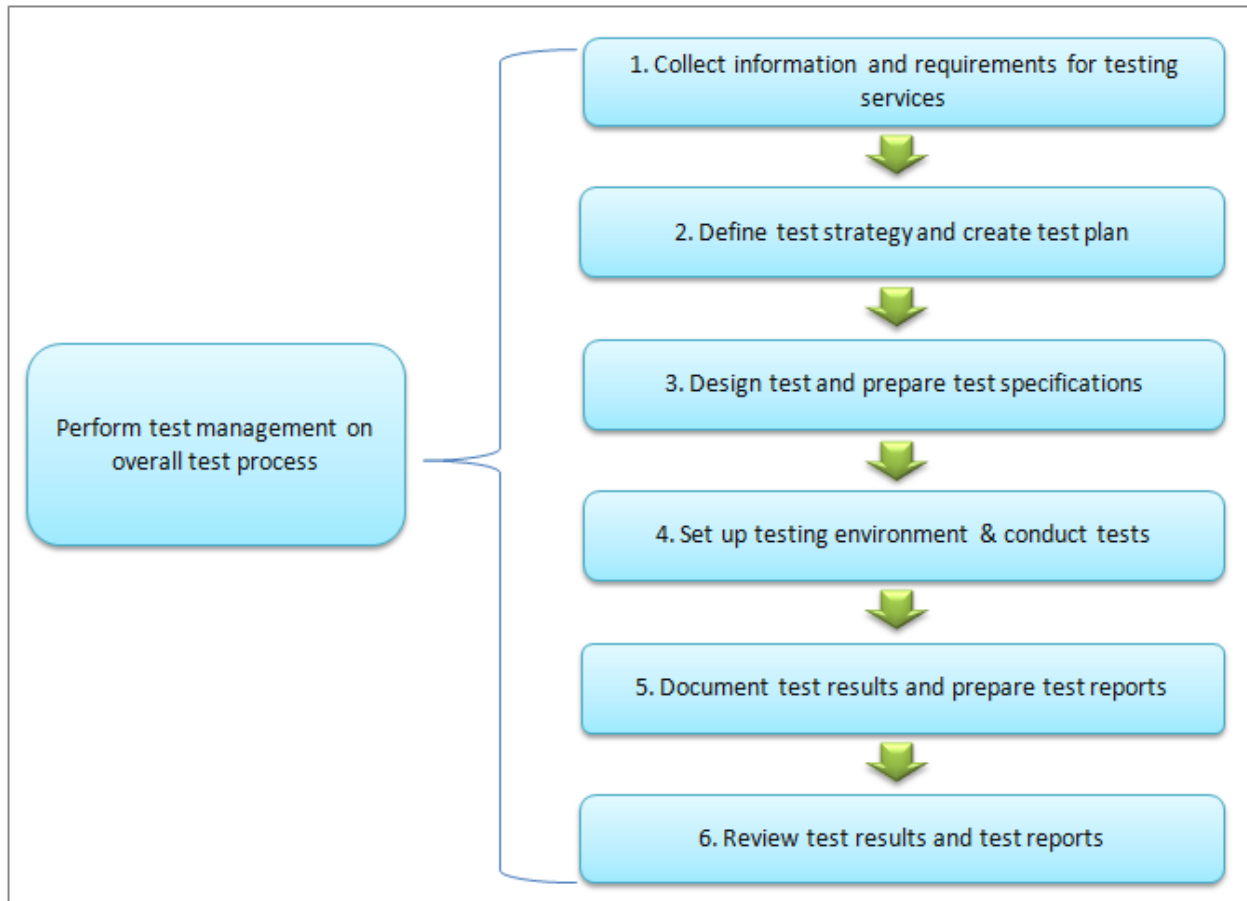 Perform test management on
overall test process
1. Collect information and requirements for testing
services
2. Define test strategy and create test plan
3. Design test and prepare test specifications
4. Set up testing environment & conduct tests
5. Document test results and prepare test reports
6. Review test results and test reports